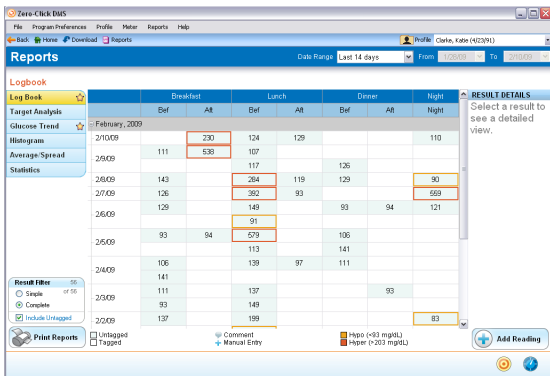 Zero-Click DMS
File Program Preferences Profile Meter Reports Help
Back Home Download Reports Profile Clarke, Katie (4/23/91)
Reports Date Range Last 14 days From 1/26/09 To 2/10/09
Logbook
Log Book
Target Analysis
Glucose Trend
Histogram
Average/Spread
Statistics
Breakfast Lunch Dinner Night
Bef Aft Bef Aft Bef Aft Night
February, 2009
2/10/09 230 124 129 110
2/9/09 111 538 107
117 126
2/8/09 143 284 119 129 90
2/7/09 126 392 93 559
2/6/09 129 149 93 94 121
91
2/5/09 93 94 579 106
113 141
2/4/09 106 139 97 111
141
2/3/09 111 137 93
93 149
2/2/09 137 199 83
RESULT DETAILS
Select a result to
see a detailed
view.
Result Filter 56
Simple or 56
Complete
Include Untagged
Print Reports
Untagged Comment Hypo (<93 mg/dL)
Tagged Manual Entry Hyper (>203 mg/dL)
Add Reading